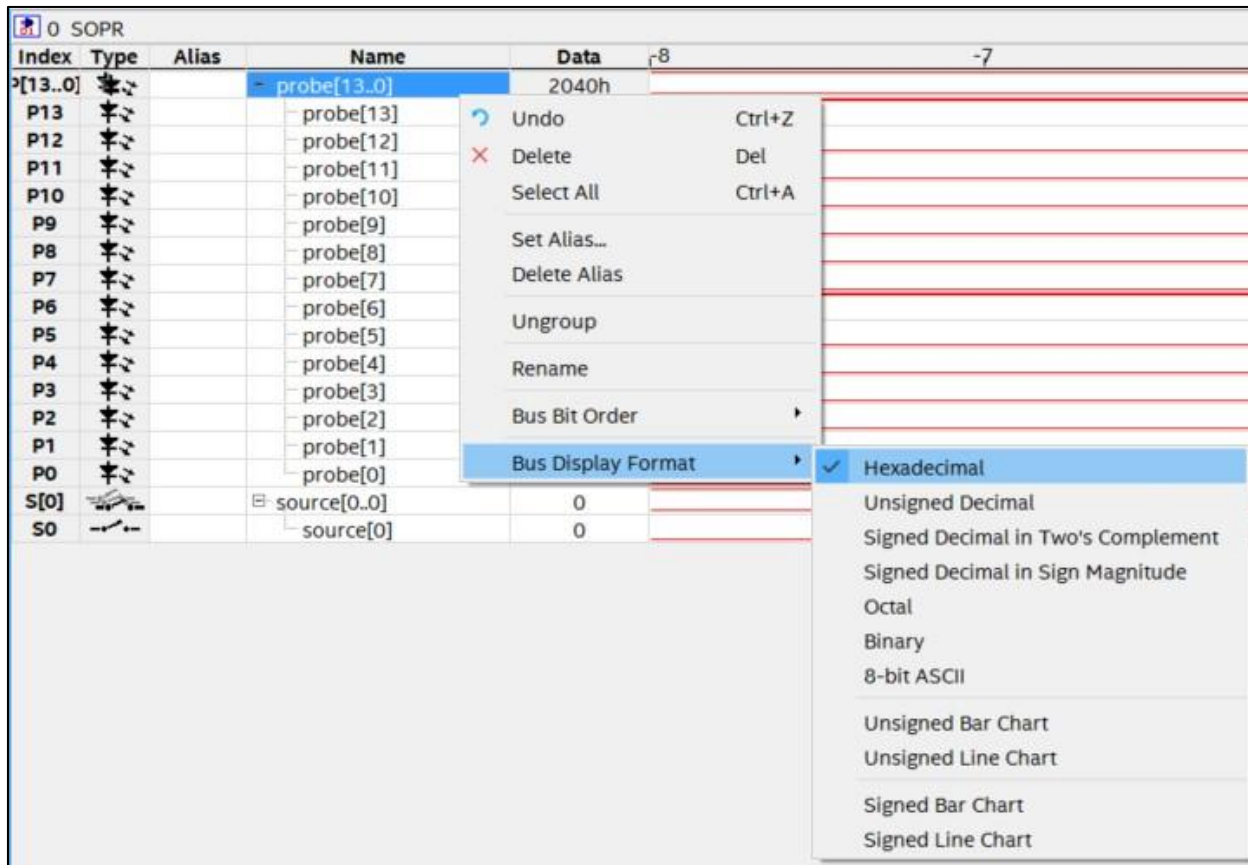 0 SOPR
Index Type Alias Name Data -8 -7
P[13..0] probe[13..0] 2040h
P13 probe[13]
P12 probe[12]
P11 probe[11]
P10 probe[10]
P9 probe[9]
P8 probe[8]
P7 probe[7]
P6 probe[6]
P5 probe[5]
P4 probe[4]
P3 probe[3]
P2 probe[2]
P1 probe[1]
P0 probe[0]
S[0] source[0..0] 0
S0 source[0] 0
Undo Ctrl+Z
Delete Del
Select All Ctrl+A
Set Alias...
Delete Alias
Ungroup
Rename
Bus Bit Order
Bus Display Format
Hexadecimal
Unsigned Decimal
Signed Decimal in Two's Complement
Signed Decimal in Sign Magnitude
Octal
Binary
8-bit ASCII
Unsigned Bar Chart
Unsigned Line Chart
Signed Bar Chart
Signed Line Chart